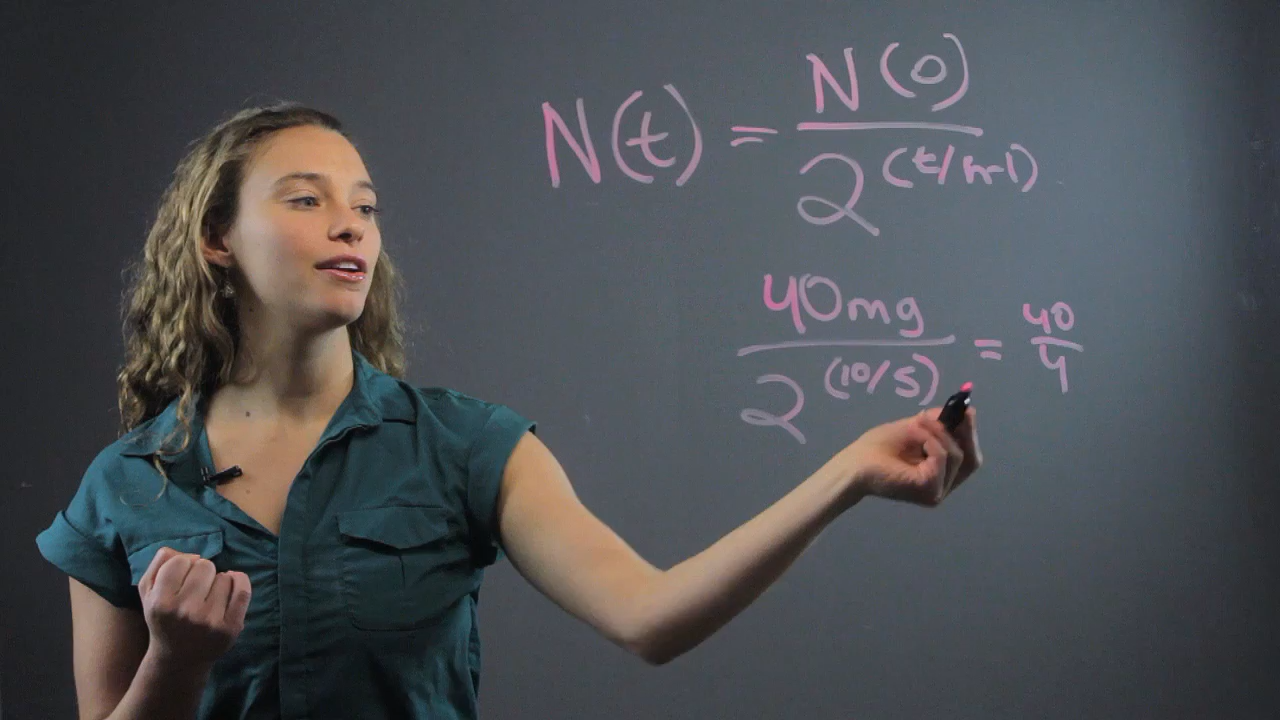 N(t) = N(0) / 2^(t/h-1)
40mg / 2^(10/5) = 40/4